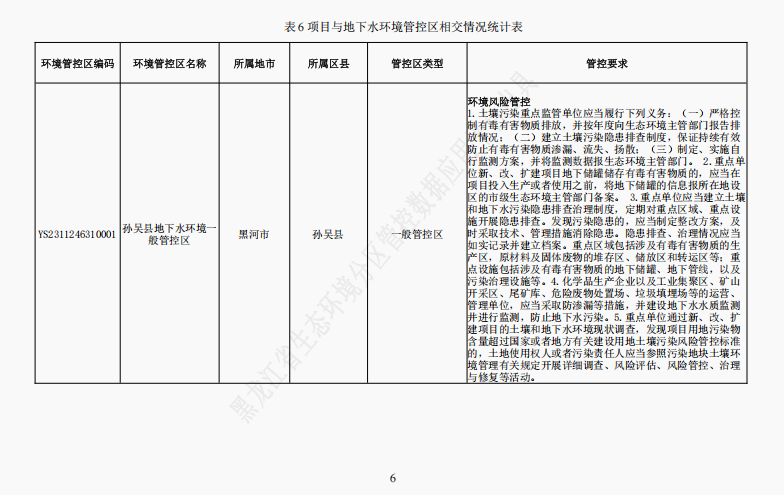 表 6 项目与地下水环境管控区相交情况统计表
环境管控区编码 环境管控区名称 所属地市 所属区县 管控区类型 管控要求
YS2311246310001
孙吴县地下水环境一
般管控区
黑河市
孙吴县
一般管控区
环境风险管控
1.土壤污染重点监管单位应当履行下列义务：（一）严格控
制有毒有害物质排放，并按年度向生态环境主管部门报告排
放情况；（二）建立土壤污染隐患排查制度，保证持续有效
防止有毒有害物质渗漏、流失、扬散；（三）制定、实施自
行监测方案，并将监测数据报生态环境主管部门。 2.重点单
位新、改、扩建项目地下储罐储存有毒有害物质的，应当在
项目投入生产或者使用之前，将地下储罐的信息报所在地设
区的市级生态环境主管部门备案。 3.重点单位应当建立土壤
和地下水污染隐患排查治理制度，定期对重点区域、重点设
施开展隐患排查。发现污染隐患的，应当制定整改方案，及
时采取技术、管理措施消除隐患。隐患排查、治理情况应当
如实记录并建立档案。重点区域包括涉及有毒有害物质的生
产区，原材料及固体废物的堆存区、储放区和转运区等；重
点设施包括涉及有毒有害物质的地下储罐、地下管线，以及
污染治理设施等。4.化学品生产企业以及工业集聚区、矿山
开采区、尾矿库、危险废物处置场、垃圾填埋场等的运营、
管理单位，应当采取防渗漏等措施，并建设地下水水质监测
井进行监测，防止地下水污染。5.重点单位通过新、改、扩
建项目的土壤和地下水环境现状调查，发现项目用地污染物
含量超过国家或者地方有关建设用地土壤污染风险管控标准
的，土地使用权人或者污染责任人应当参照污染地块土壤环
境管理有关规定开展详细调查、风险评估、风险管控、治理
与修复等活动。
6